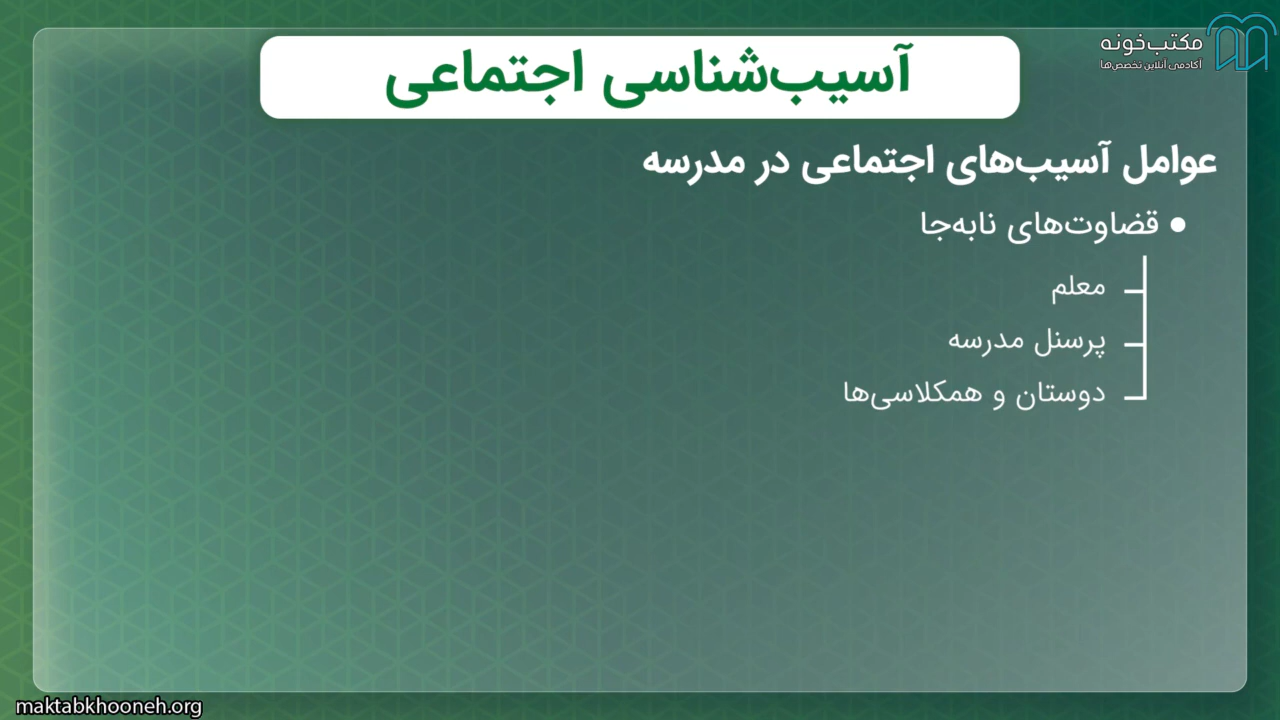 مکتب‌خونه
آکادمی آنلاین تخصص‌ها
آسیب‌شناسی اجتماعی
عوامل آسیب‌های اجتماعی در مدرسه
● قضاوت‌های نابه‌جا
معلم
پرسنل مدرسه
دوستان و همکلاسی‌ها
maktabkhooneh.org